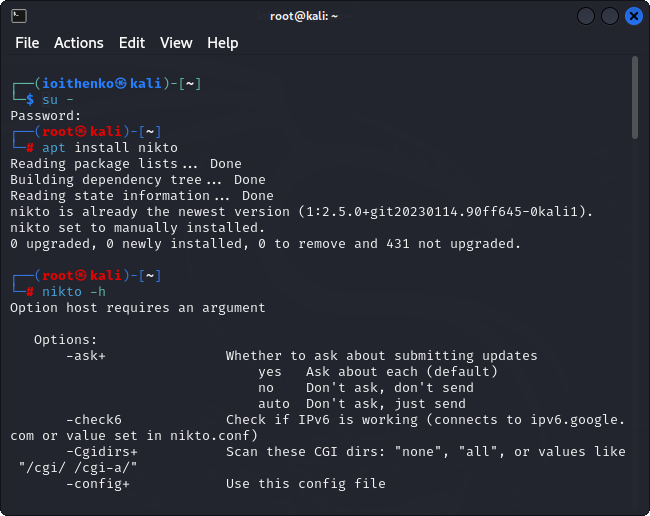 root@kali: ~
File Actions Edit View Help
┌──(ioithenko㉿kali)-[~]
└─$ su -
Password:
┌──(root㉿kali)-[~]
└─# apt install nikto
Reading package lists... Done
Building dependency tree... Done
Reading state information... Done
nikto is already the newest version (1:2.5.0+git20230114.90ff645-0kali1).
nikto set to manually installed.
0 upgraded, 0 newly installed, 0 to remove and 431 not upgraded.
┌──(root㉿kali)-[~]
└─# nikto -h
Option host requires an argument
Options:
-ask+ Whether to ask about submitting updates
yes Ask about each (default)
no Don't ask, don't send
auto Don't ask, just send
-check6 Check if IPv6 is working (connects to ipv6.google.
com or value set in nikto.conf)
-Cgidirs+ Scan these CGI dirs: "none", "all", or values like
"/cgi/ /cgi-a/"
-config+ Use this config file